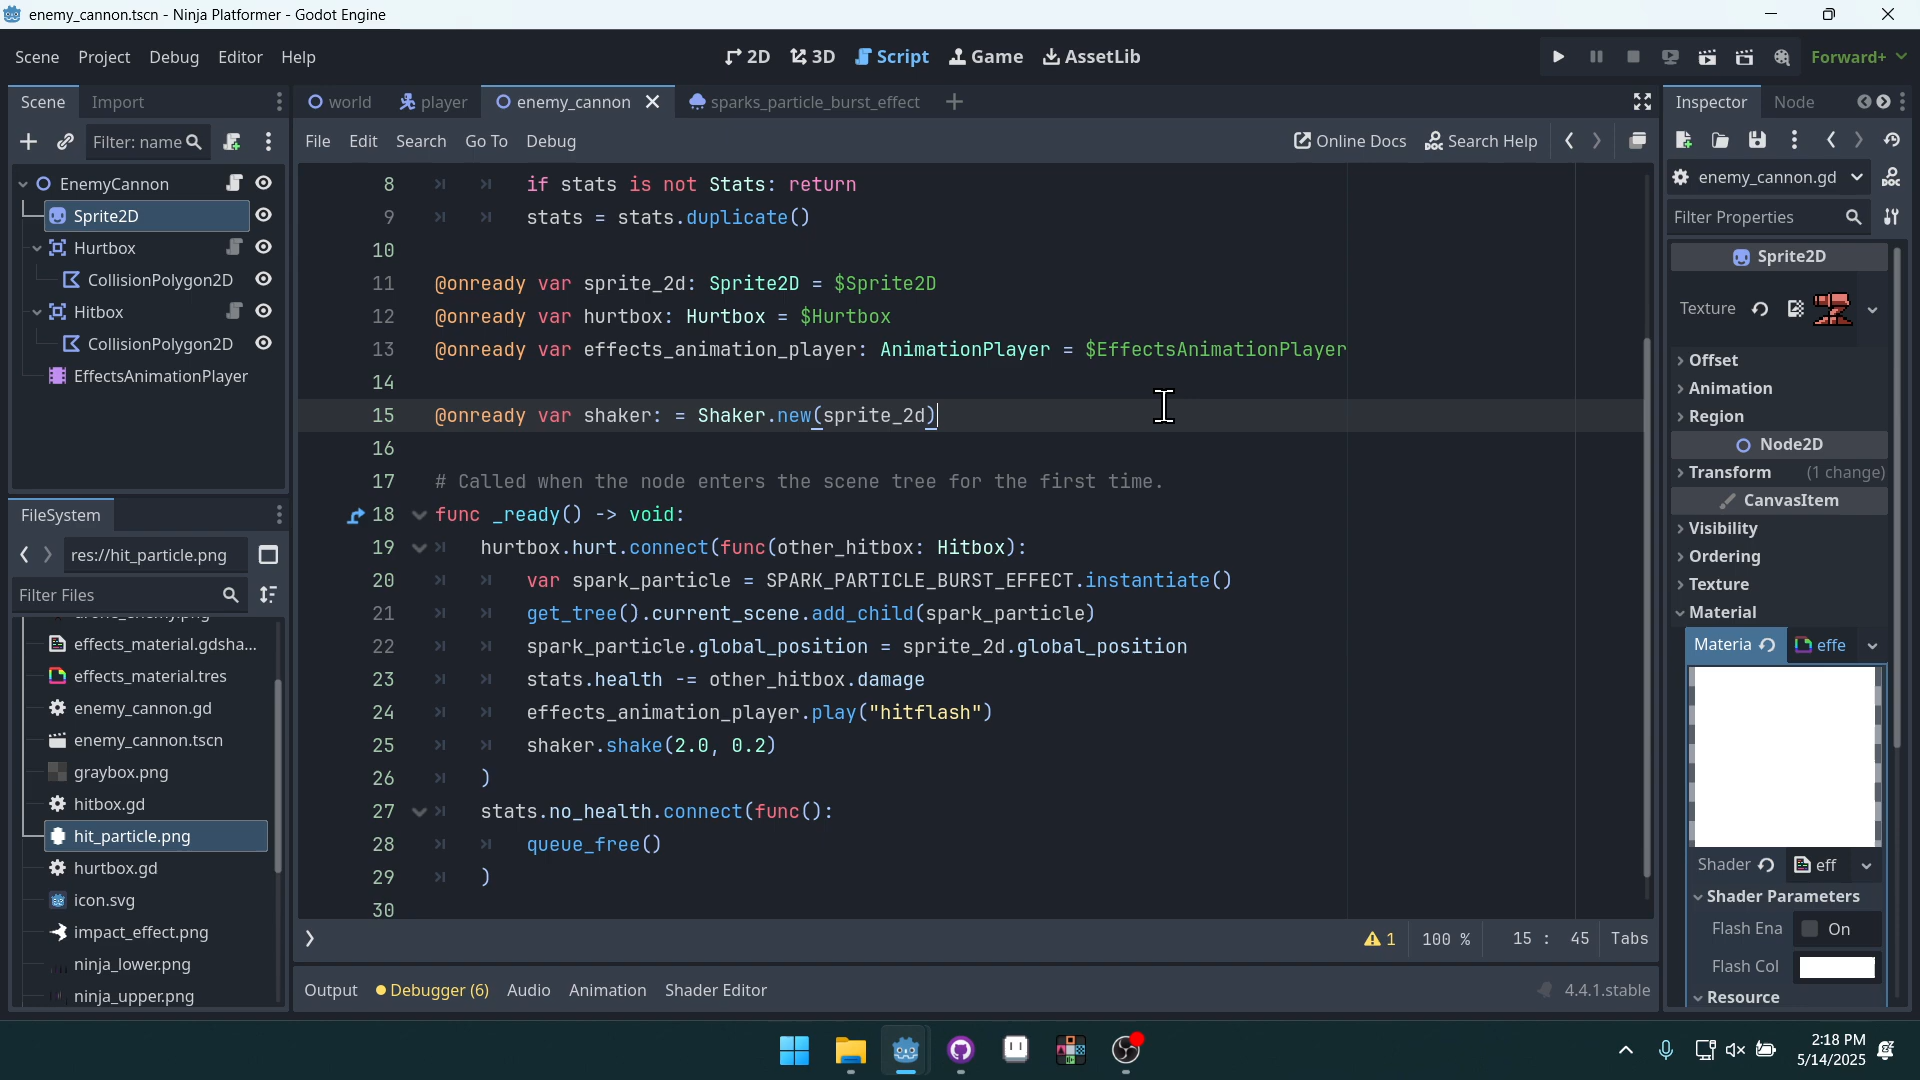 enemy_cannon.tscn - Ninja Platformer - Godot Engine
Scene Project Debug Editor Help
2D 3D Script Game AssetLib
Forward+
Scene Import
world player enemy_cannon sparks_particle_burst_effect
Inspector Node
Filter: name
File Edit Search Go To Debug
Online Docs Search Help
EnemyCannon
Sprite2D
Hurtbox
CollisionPolygon2D
Hitbox
CollisionPolygon2D
EffectsAnimationPlayer
FileSystem
res://hit_particle.png
Filter Files
effects_material.gdsha...
effects_material.tres
enemy_cannon.gd
enemy_cannon.tscn
graybox.png
hitbox.gd
hit_particle.png
hurtbox.gd
icon.svg
impact_effect.png
ninja_lower.png
ninja_upper.png
8 if stats is not Stats: return
9 stats = stats.duplicate()
10
11 @onready var sprite_2d: Sprite2D = $Sprite2D
12 @onready var hurtbox: Hurtbox = $Hurtbox
13 @onready var effects_animation_player: AnimationPlayer = $EffectsAnimationPlayer
14
15 @onready var shaker: = Shaker.new(sprite_2d)
16
17 # Called when the node enters the scene tree for the first time.
18 func _ready() -> void:
19 hurtbox.hurt.connect(func(other_hitbox: Hitbox):
20 var spark_particle = SPARK_PARTICLE_BURST_EFFECT.instantiate()
21 get_tree().current_scene.add_child(spark_particle)
22 spark_particle.global_position = sprite_2d.global_position
23 stats.health -= other_hitbox.damage
24 effects_animation_player.play("hitflash")
25 shaker.shake(2.0, 0.2)
26 )
27 stats.no_health.connect(func():
28 queue_free()
29 )
30
1 100 % 15 : 45 Tabs
Output Debugger (6) Audio Animation Shader Editor
4.4.1.stable
enemy_cannon.gd
Filter Properties
Sprite2D
Texture
Offset
Animation
Region
Node2D
Transform (1 change)
CanvasItem
Visibility
Ordering
Texture
Material
Materia effe
Shader eff
Shader Parameters
Flash Ena On
Flash Col
Resource
2:18 PM
5/14/2025